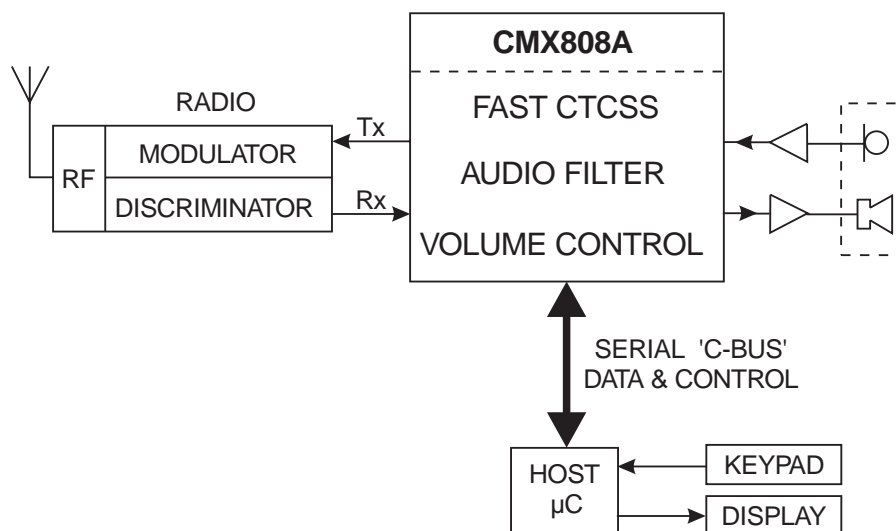 CMX808A
FAST CTCSS
AUDIO FILTER
VOLUME CONTROL
RADIO
RF
MODULATOR
DISCRIMINATOR
Tx
Rx
SERIAL 'C-BUS'
DATA & CONTROL
HOST
µC
KEYPAD
DISPLAY